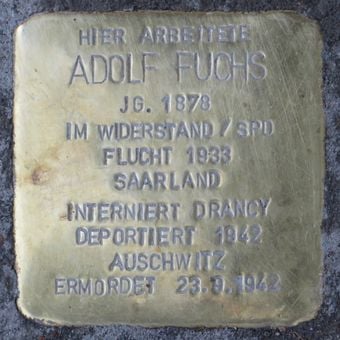 HIER ARBEITETE
ADOLF FUCHS
JG. 1878
IM WIDERSTAND / SPD
FLUCHT 1933
SAARLAND
INTERNIERT DRANCY
DEPORTIERT 1942
AUSCHWITZ
ERMORDET 23.9.1942